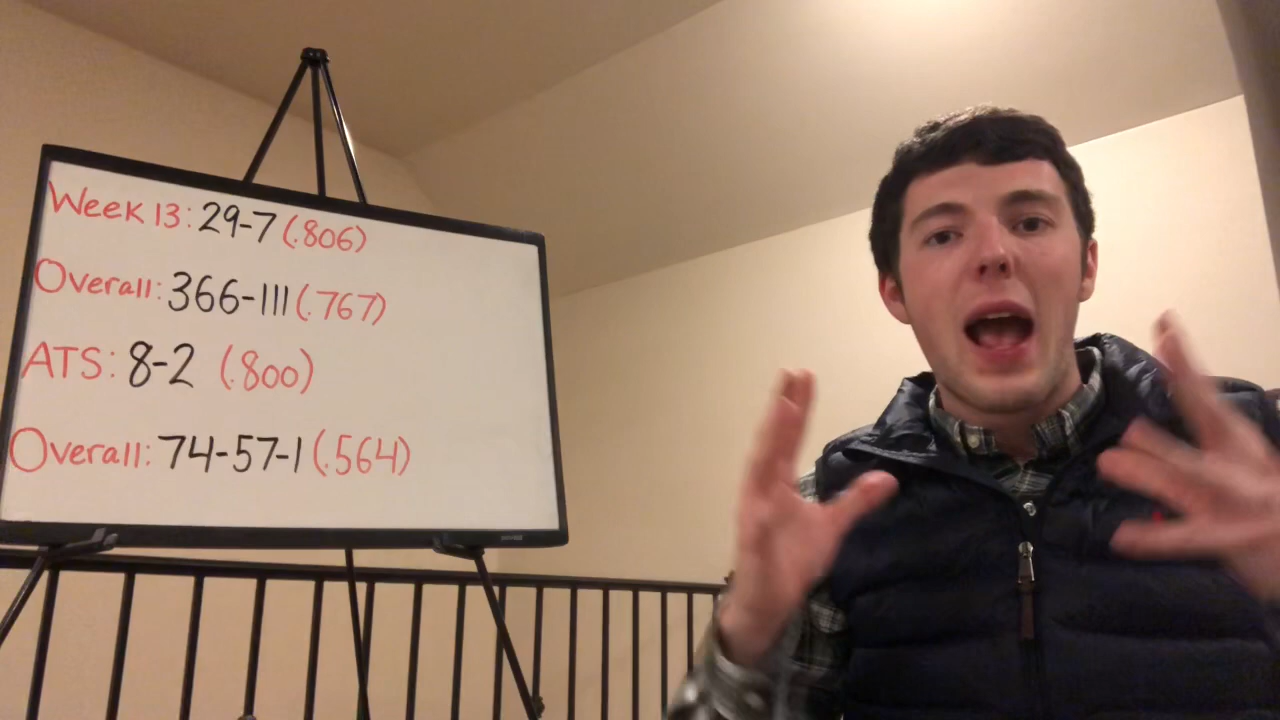 Week 13: 29-7 (.806)
Overall: 366-111 (.767)
ATS: 8-2 (.800)
Overall: 74-57-1 (.564)